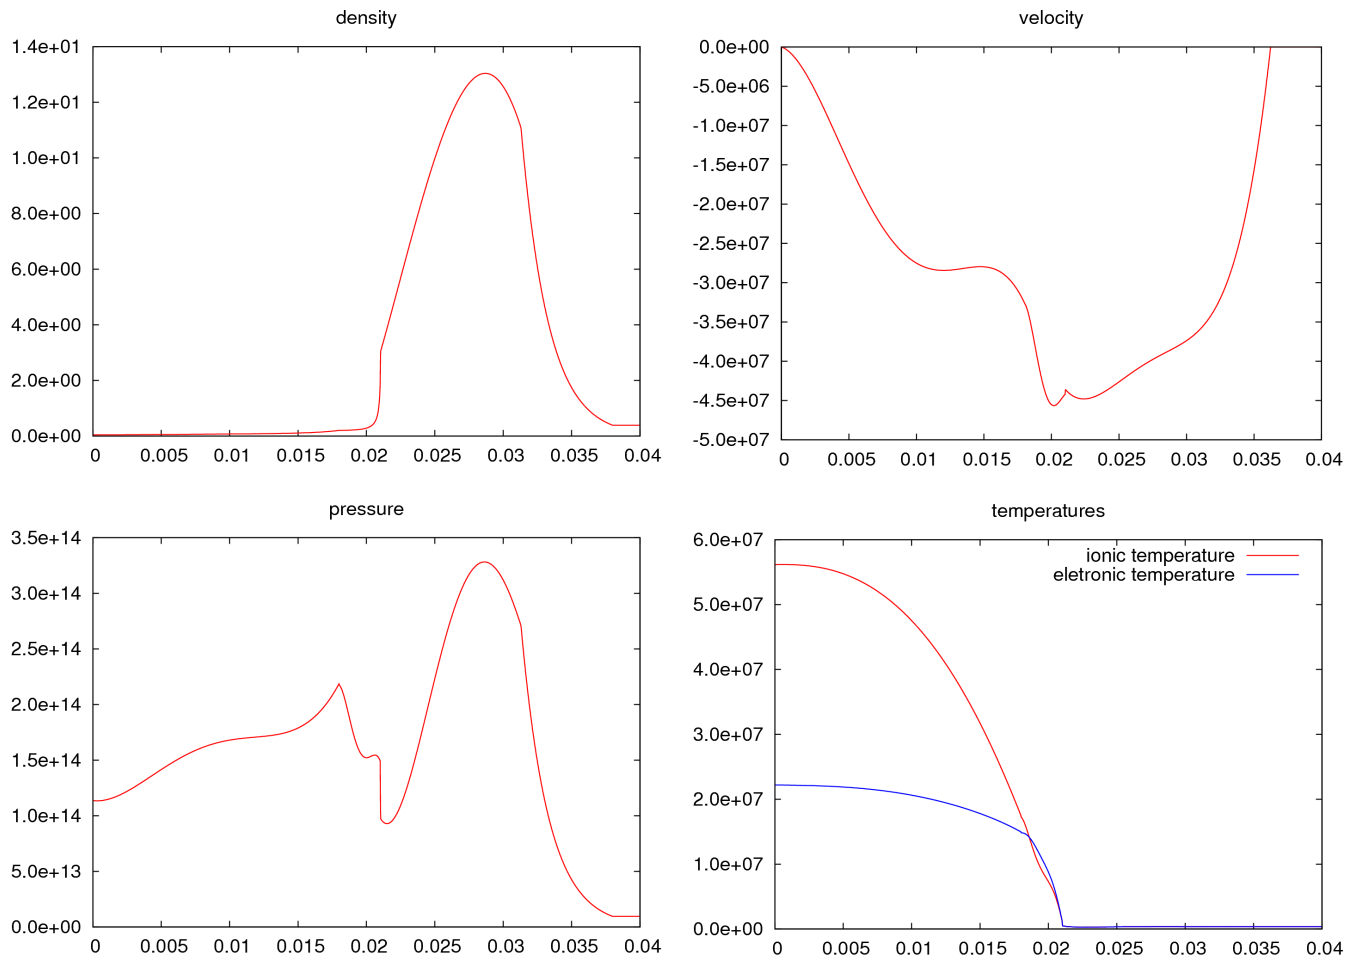 density
1.4e+01
1.2e+01
1.0e+01
8.0e+00
6.0e+00
4.0e+00
2.0e+00
0.0e+00
0 0.005 0.01 0.015 0.02 0.025 0.03 0.035 0.04
velocity
0.0e+00
-5.0e+06
-1.0e+07
-1.5e+07
-2.0e+07
-2.5e+07
-3.0e+07
-3.5e+07
-4.0e+07
-4.5e+07
-5.0e+07
0 0.005 0.01 0.015 0.02 0.025 0.03 0.035 0.04
pressure
3.5e+14
3.0e+14
2.5e+14
2.0e+14
1.5e+14
1.0e+14
5.0e+13
0.0e+00
0 0.005 0.01 0.015 0.02 0.025 0.03 0.035 0.04
temperatures
6.0e+07
5.0e+07
4.0e+07
3.0e+07
2.0e+07
1.0e+07
0.0e+00
ionic temperature
eletronic temperature
0 0.005 0.01 0.015 0.02 0.025 0.03 0.035 0.04